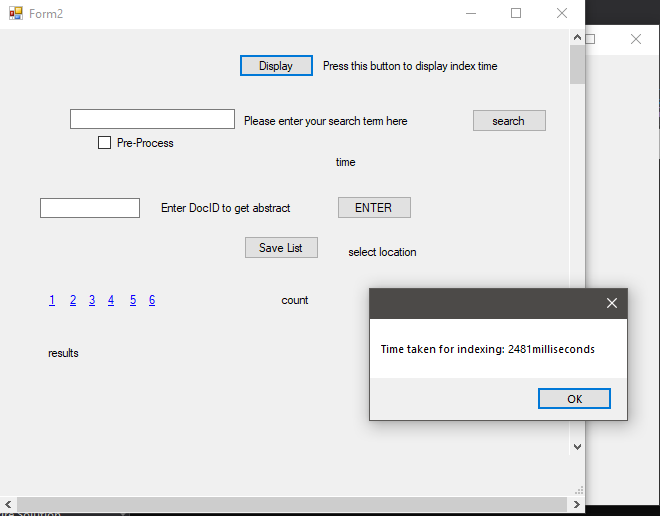 Form2
Display Press this button to display index time
Please enter your search term here search
Pre-Process
time
Enter DocID to get abstract ENTER
Save List select location
1 2 3 4 5 6 count
results
Time taken for indexing: 2481milliseconds
OK